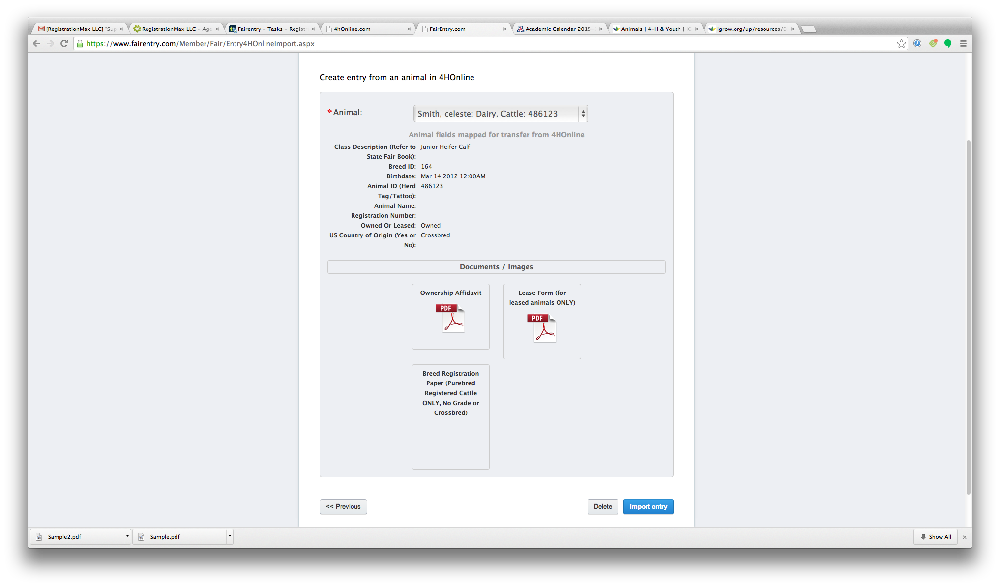 [RegistrationMax LLC] "Sup
RegistrationMax LLC – Age
Fairentry – Tasks – Registr
4hOnline.com
FairEntry.com
Academic Calendar 2015-
Animals | 4-H & Youth | iG
igrow.org/up/resources/0
https://www.fairentry.com/Member/Fair/Entry4HOnlineImport.aspx
Create entry from an animal in 4HOnline
*Animal: Smith, celeste: Dairy, Cattle: 486123
Animal fields mapped for transfer from 4HOnline
Class Description (Refer to Junior Heifer Calf
State Fair Book):
Breed ID: 164
Birthdate: Mar 14 2012 12:00AM
Animal ID (Herd 486123
Tag/Tattoo):
Animal Name:
Registration Number:
Owned Or Leased: Owned
US Country of Origin (Yes or Crossbred
No):
Documents / Images
Ownership Affidavit
PDF
Lease Form (for
leased animals ONLY)
PDF
Breed Registration
Paper (Purebred
Registered Cattle
ONLY, No Grade or
Crossbred)
<< Previous
Delete
Import entry
Sample2.pdf
Sample.pdf
Show All